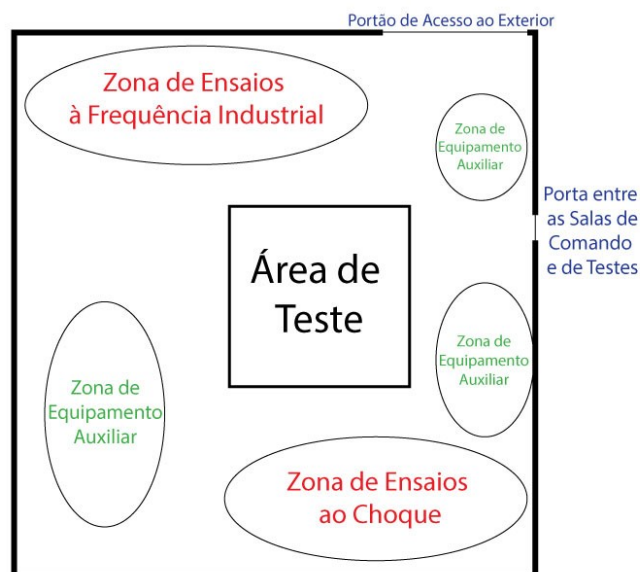 Portão de Acesso ao Exterior
Zona de Ensaios
à Frequência Industrial
Zona de
Equipamento
Auxiliar
Porta entre
as Salas de
Comando
e de Testes
Área de
Teste
Zona de
Equipamento
Auxiliar
Zona de
Equipamento
Auxiliar
Zona de Ensaios
ao Choque